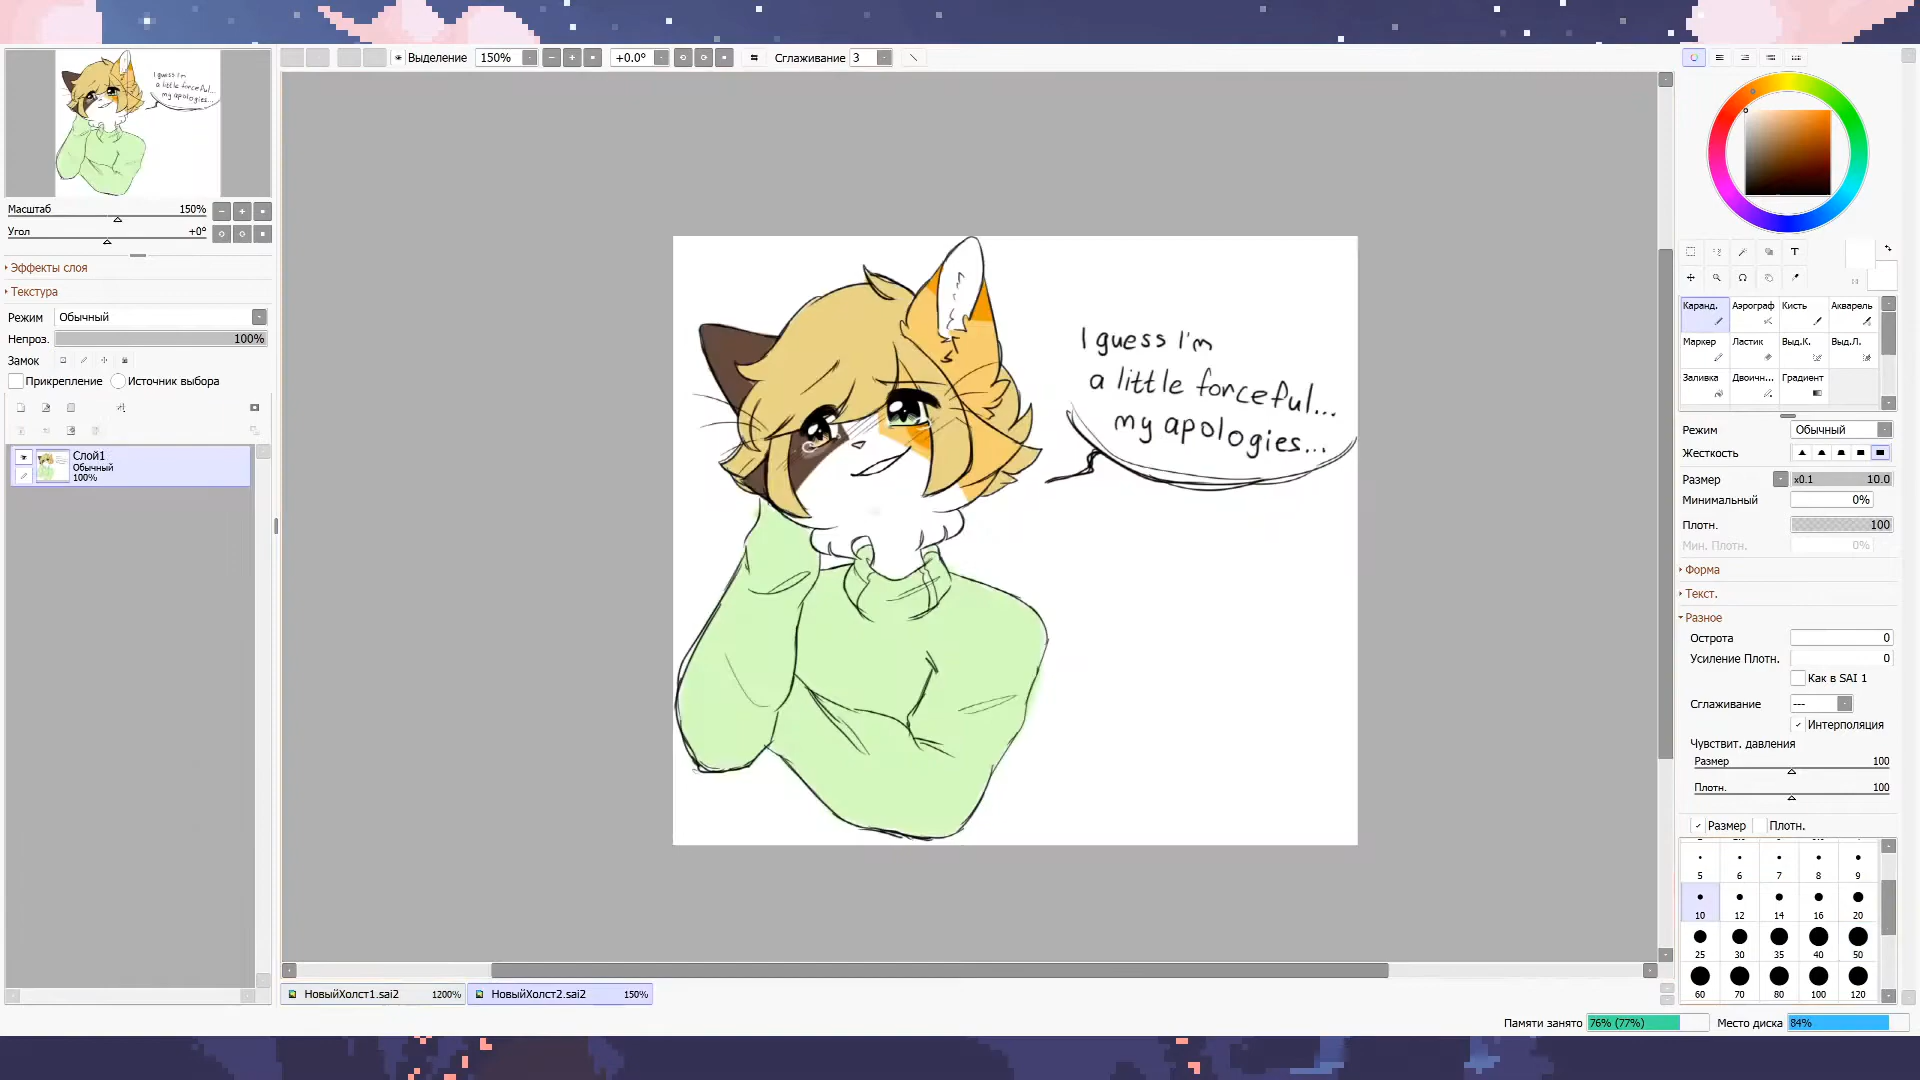 Выделение 150% +0.0° Сглаживание 3
I guess I'm
a little forceful...
my apologies...
Масштаб 150%
Угол +0°
Эффекты слоя
Текстура
Режим Обычный
Непроз. 100%
Замок
Прикрепление Источник выбора
Слой1
Обычный
100%
I guess I'm
a little forceful...
my apologies...
НовыйХолст1.sai2 1200% НовыйХолст2.sai2 150%
T
Каранд. Аэрограф Кисть Акварель
Маркер Ластик Выд.К. Выд.Л.
Заливка Двоичн... Градиент
Режим Обычный
Жесткость
Размер x0.1 10.0
Минимальный 0%
Плотн. 100
Мин. Плотн. 0%
Форма
Текст.
Разное
Острота 0
Усиление Плотн. 0
Как в SAI 1
Сглаживание ---
Интерполяция
Чувствит. давления
Размер 100
Плотн. 100
Размер Плотн.
5 6 7 8 9
10 12 14 16 20
25 30 35 40 50
60 70 80 100 120
Памяти занято 76% (77%) Место диска 84%